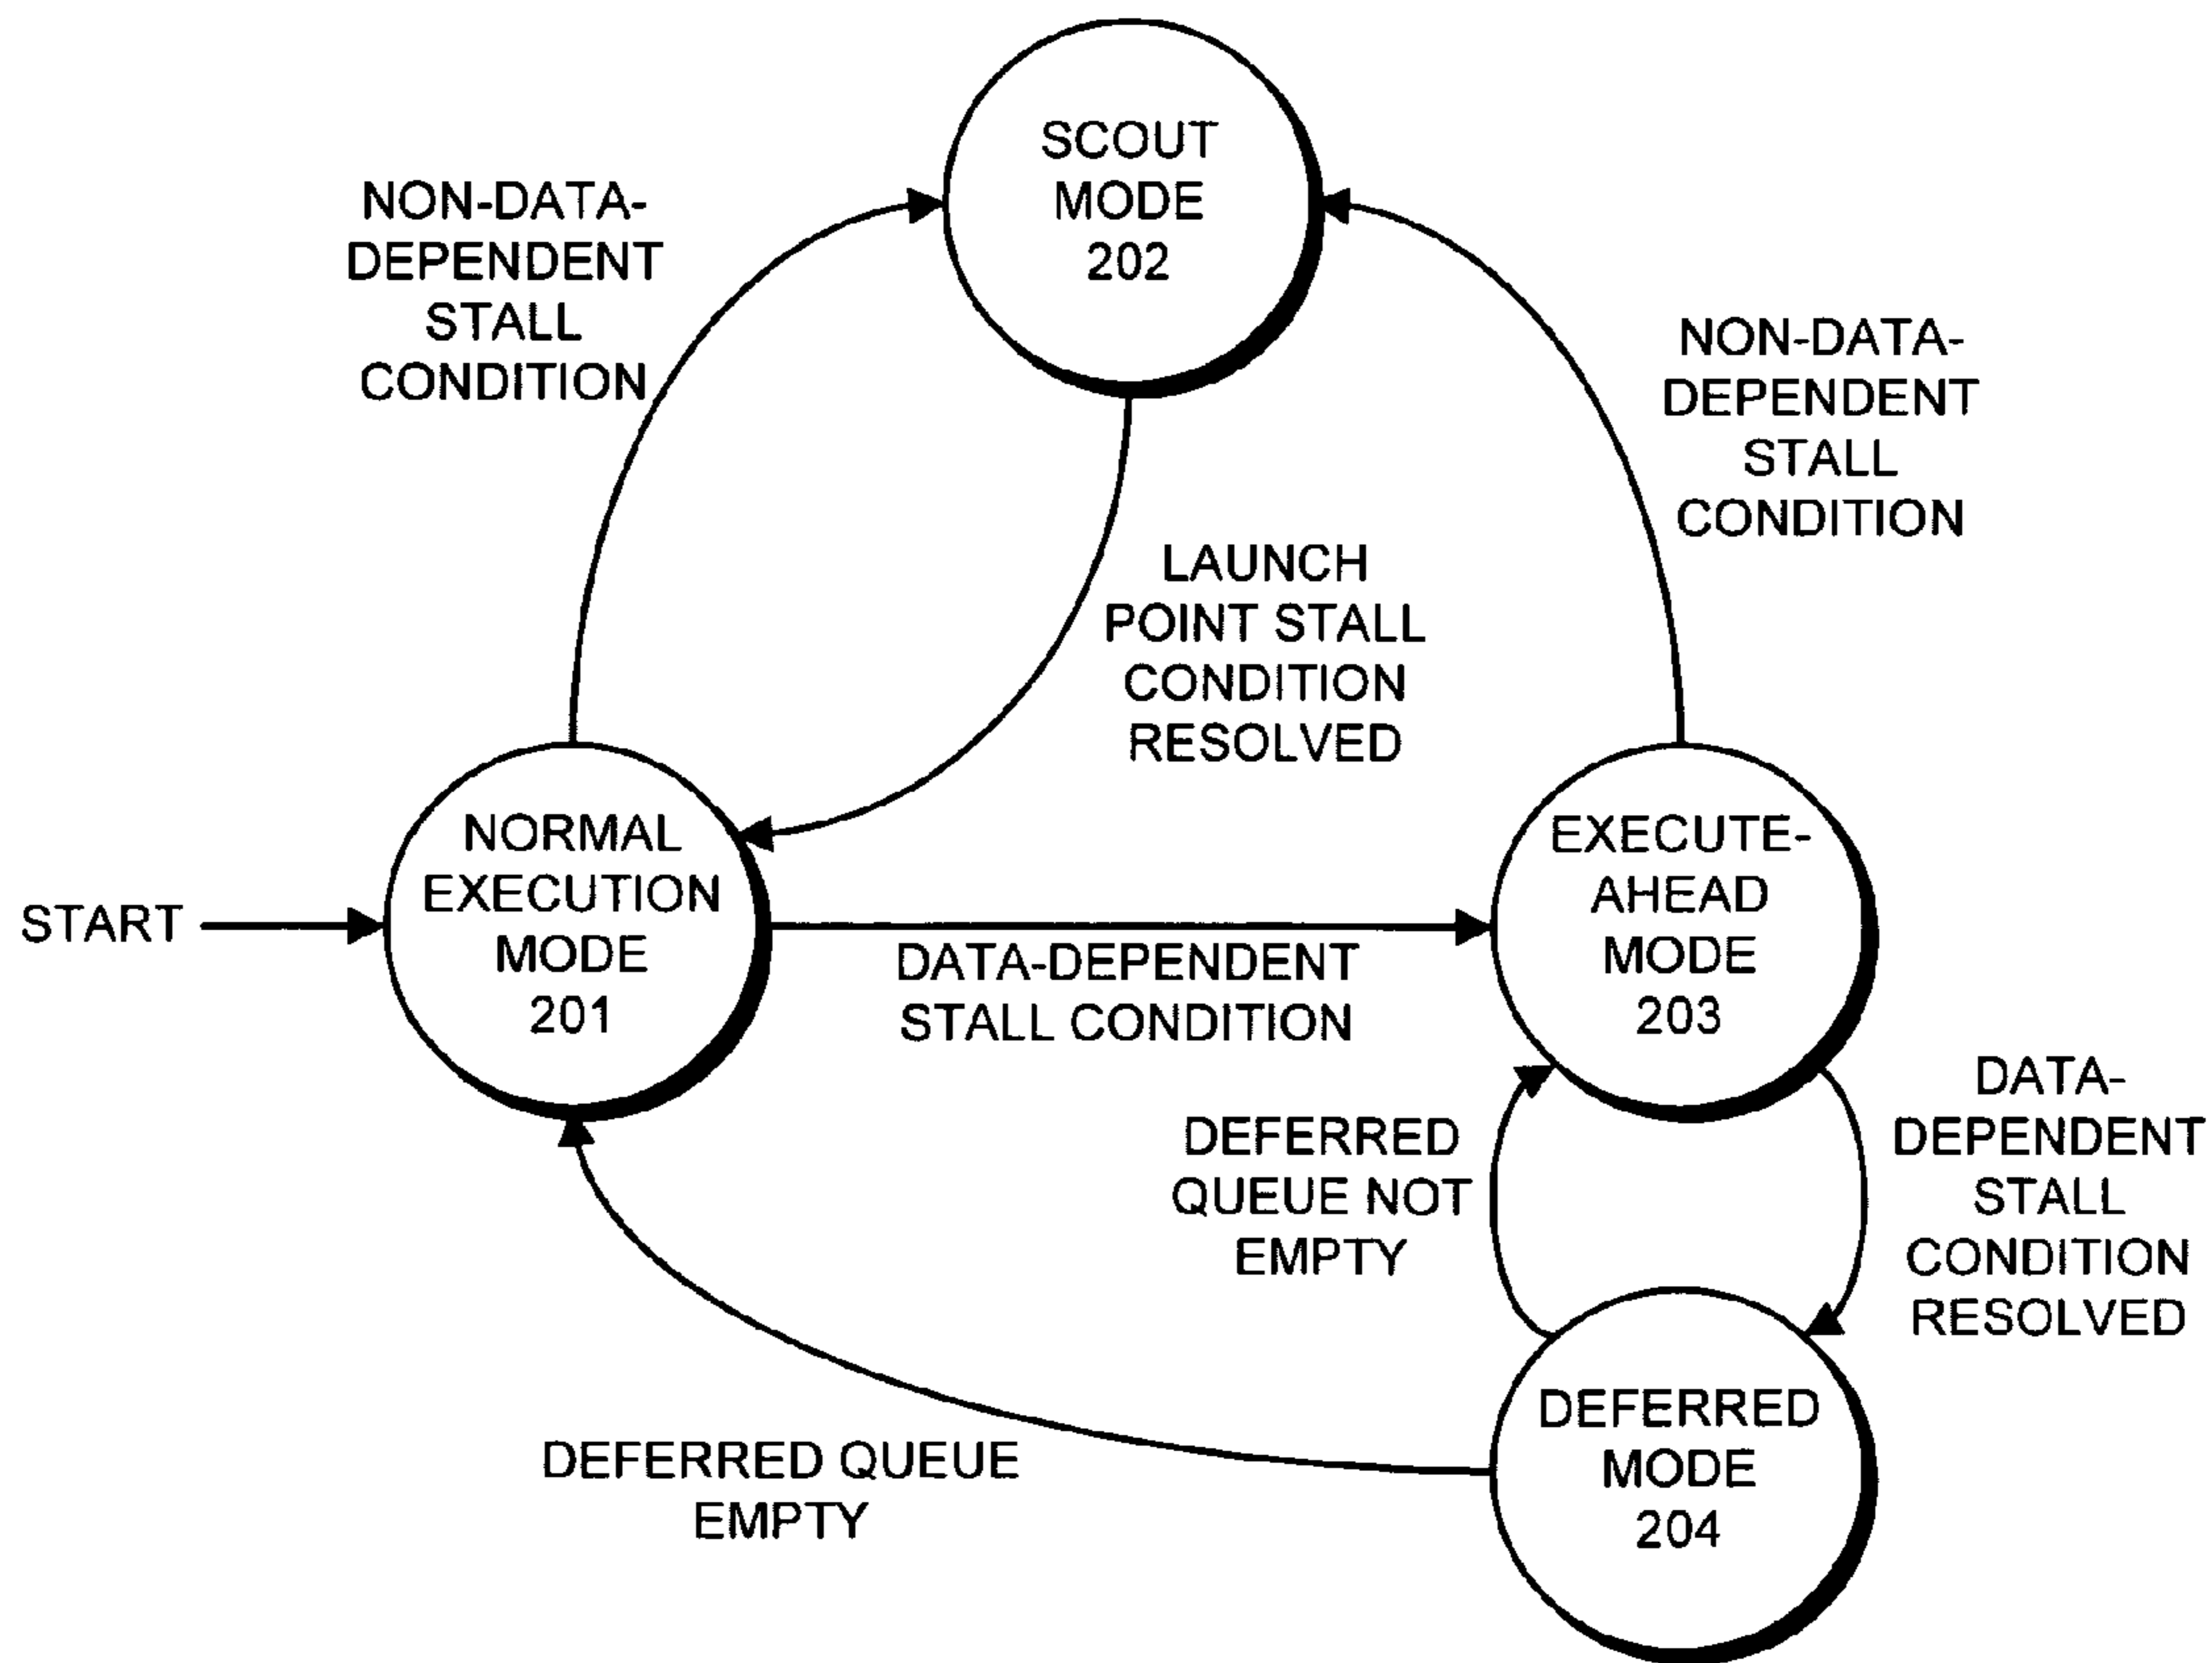 SCOUT
MODE
202
NON-DATA-
DEPENDENT
STALL
CONDITION
NON-DATA-
DEPENDENT
STALL
CONDITION
LAUNCH
POINT STALL
CONDITION
RESOLVED
START
NORMAL
EXECUTION
MODE
201
DATA-DEPENDENT
STALL CONDITION
EXECUTE-
AHEAD
MODE
203
DEFERRED
QUEUE NOT
EMPTY
DATA-
DEPENDENT
STALL
CONDITION
RESOLVED
DEFERRED QUEUE
EMPTY
DEFERRED
MODE
204